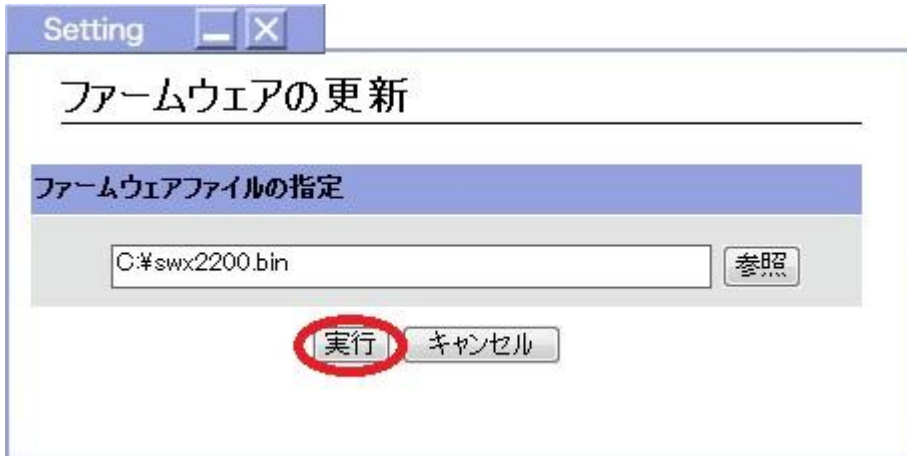 Setting
ファームウェアの更新
ファームウェアファイルの指定
C:¥swx2200.bin 参照
実行 キャンセル